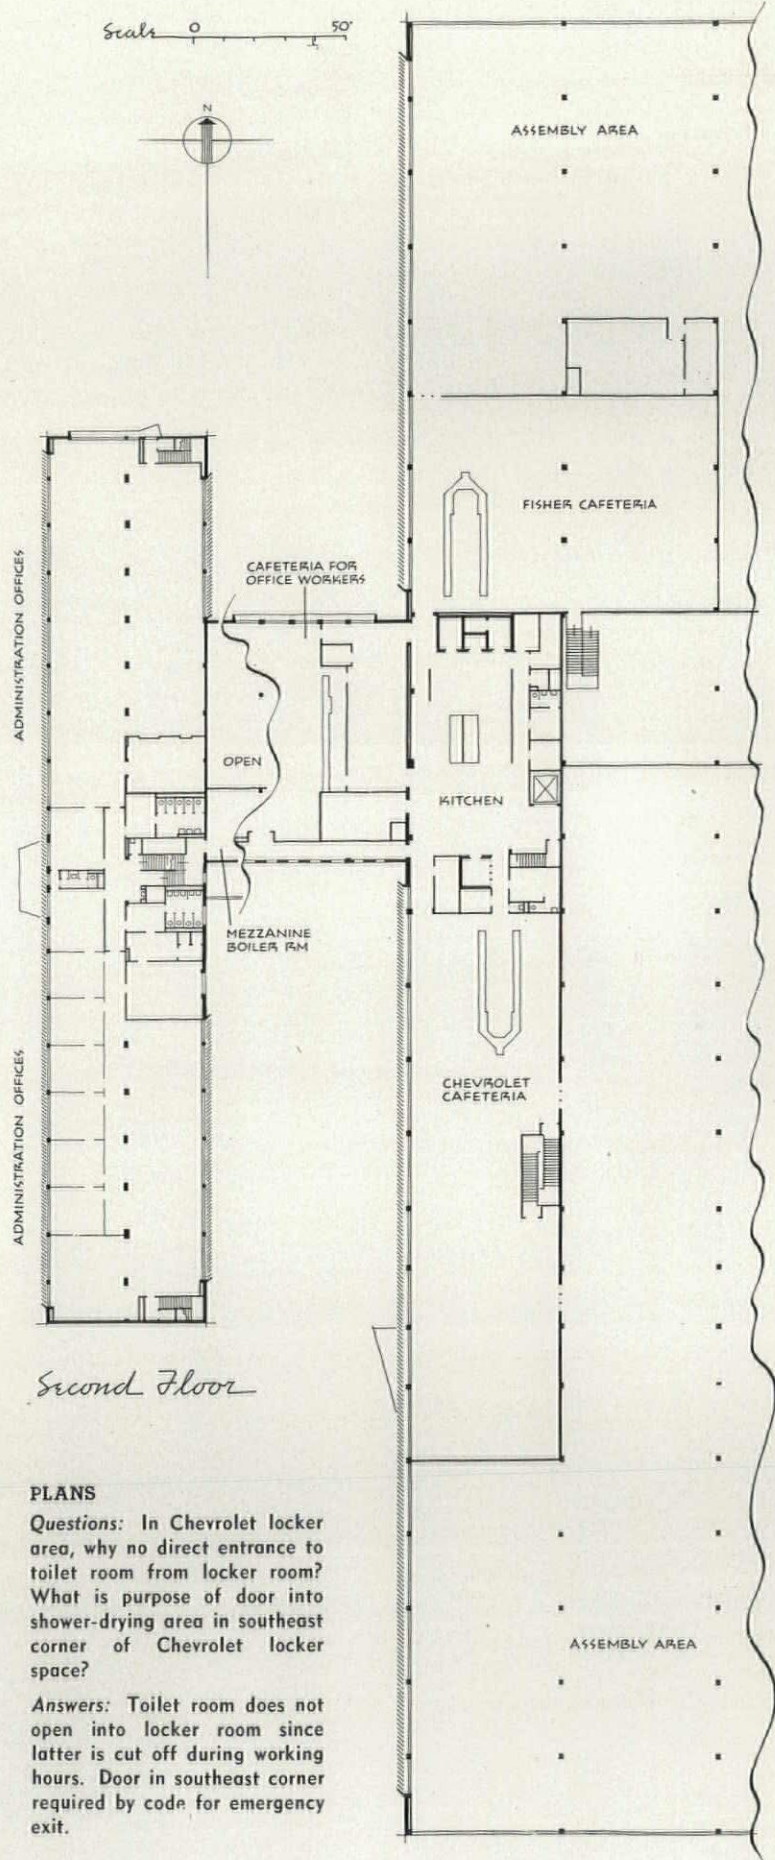 Scale 0 50'
N
ASSEMBLY AREA
FISHER CAFETERIA
CAFETERIA FOR
OFFICE WORKERS
ADMINISTRATION OFFICES
OPEN
KITCHEN
MEZZANINE
BOILER RM
CHEVROLET
CAFETERIA
ADMINISTRATION OFFICES
Second Floor
ASSEMBLY AREA
PLANS
Questions: In Chevrolet locker
area, why no direct entrance to
toilet room from locker room?
What is purpose of door into
shower-drying area in southeast
corner of Chevrolet locker
space?
Answers: Toilet room does not
open into locker room since
latter is cut off during working
hours. Door in southeast corner
required by code for emergency
exit.